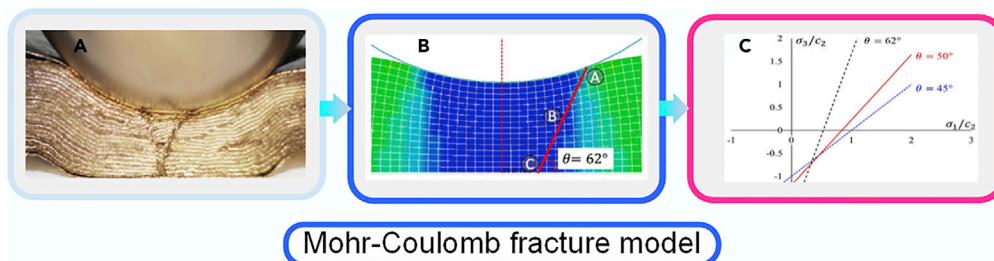 A
B
A
B
C
θ= 62°
C
2
σ₃/c₂
θ = 62°
1.5
θ = 50°
1
θ = 45°
0.5
σ₁/c₂
-1
0
0
1
2
3
-0.5
-1
Mohr-Coulomb fracture model